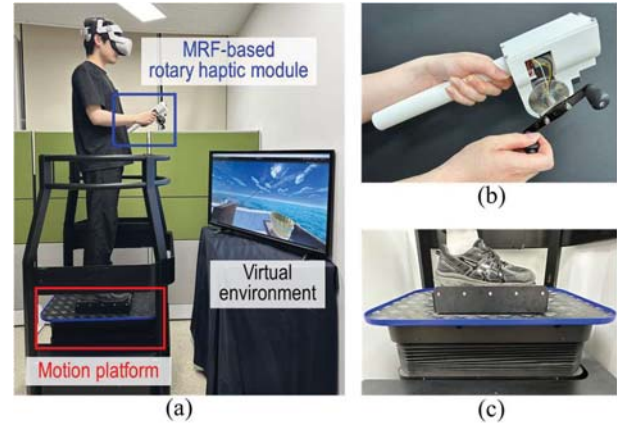 MRF-based
rotary haptic module
Virtual
environment
Motion platform
(a)
(b)
(c)